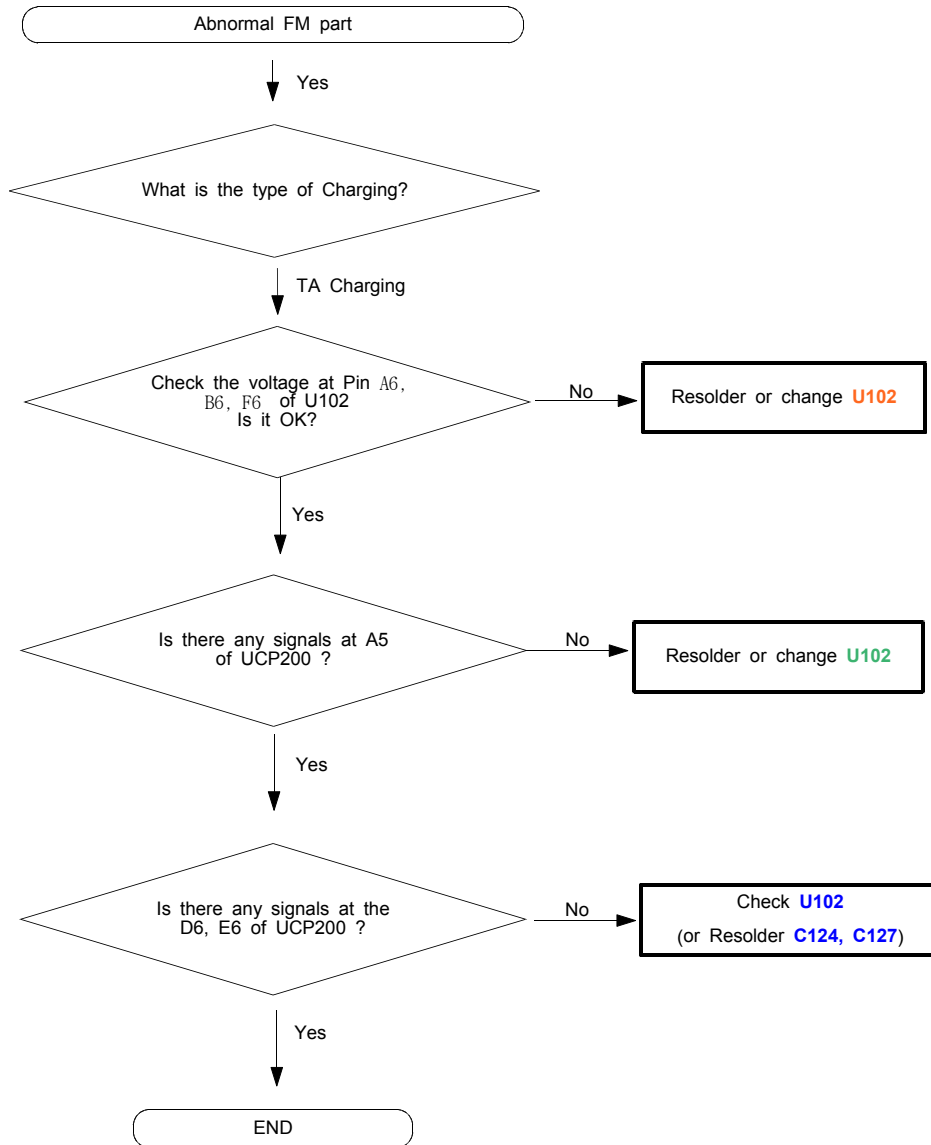 Abnormal FM part
Yes
What is the type of Charging?
TA Charging
Check the voltage at Pin A6,
B6, F6 of U102
Is it OK?
No
Resolder or change U102
Yes
Is there any signals at A5
of UCP200 ?
No
Resolder or change U102
Yes
Is there any signals at the
D6, E6 of UCP200 ?
No
Check U102
(or Resolder C124, C127)
Yes
END